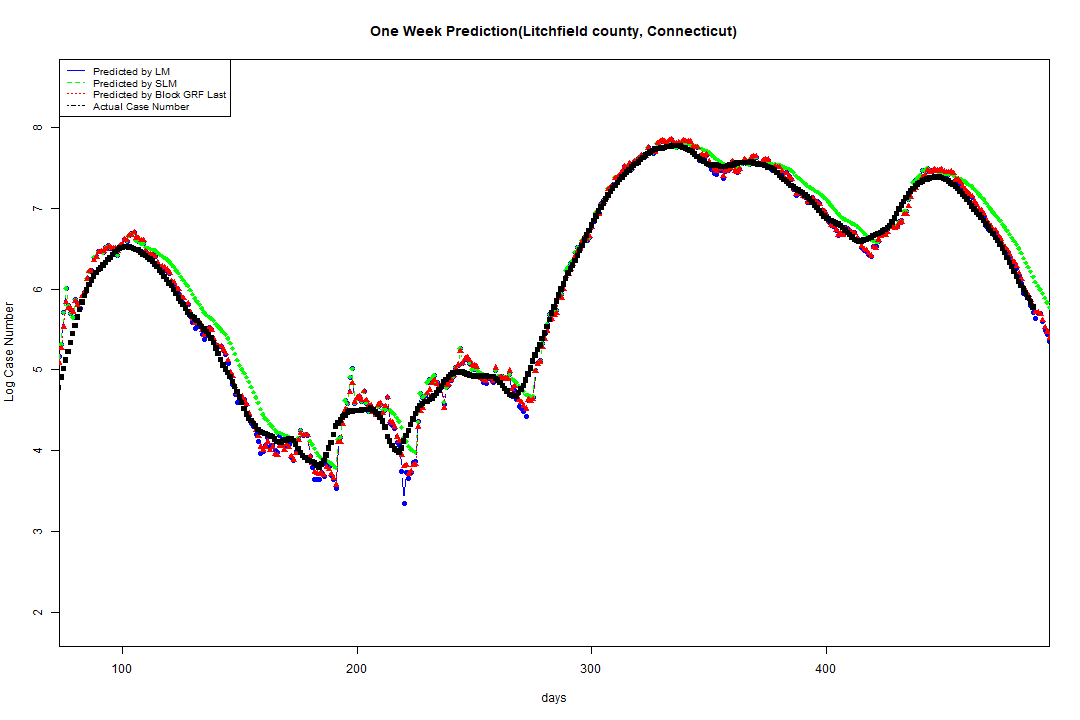 One Week Prediction(Litchfield county, Connecticut)
Predicted by LM
Predicted by SLM
Predicted by Block GRF Last
Actual Case Number
8
7
6
5
4
3
2
Log Case Number
100 200 300 400
days